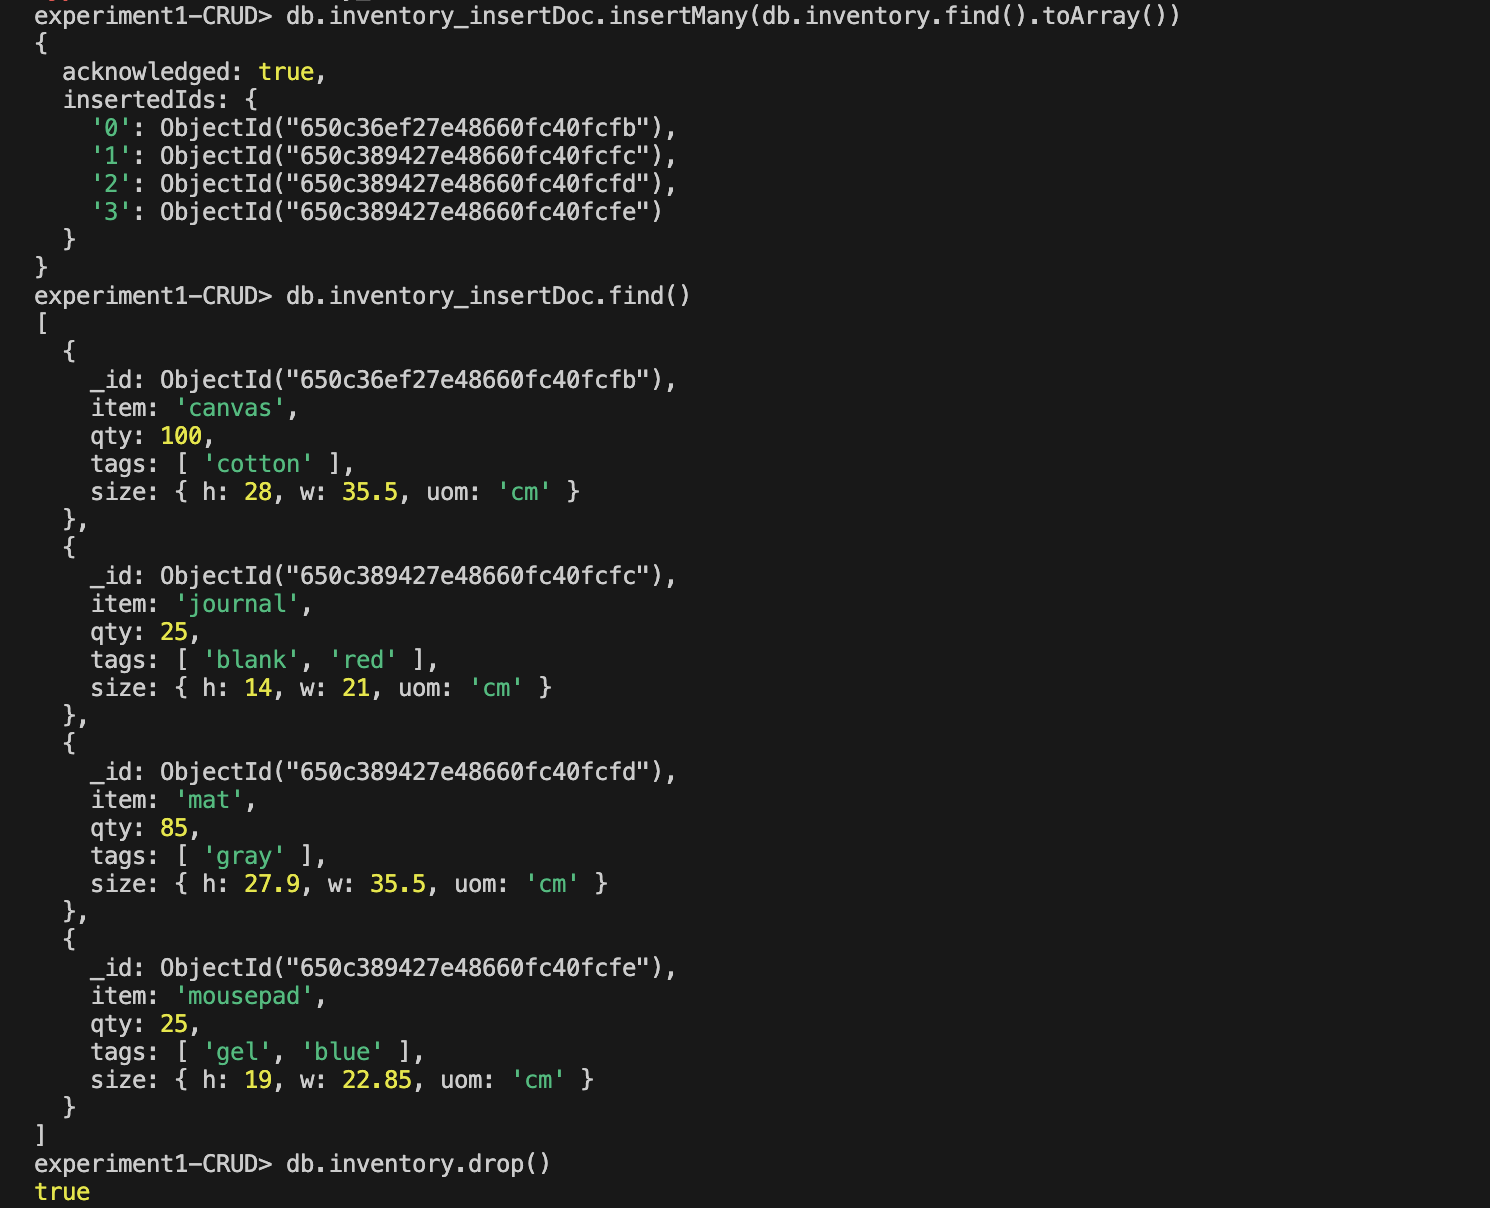 experiment1-CRUD> db.inventory_insertDoc.insertMany(db.inventory.find().toArray())
{
  acknowledged: true,
  insertedIds: {
    '0': ObjectId("650c36ef27e48660fc40fcfb"),
    '1': ObjectId("650c389427e48660fc40fcfc"),
    '2': ObjectId("650c389427e48660fc40fcfd"),
    '3': ObjectId("650c389427e48660fc40fcfe")
  }
}
experiment1-CRUD> db.inventory_insertDoc.find()
[
  {
    _id: ObjectId("650c36ef27e48660fc40fcfb"),
    item: 'canvas',
    qty: 100,
    tags: [ 'cotton' ],
    size: { h: 28, w: 35.5, uom: 'cm' }
  },
  {
    _id: ObjectId("650c389427e48660fc40fcfc"),
    item: 'journal',
    qty: 25,
    tags: [ 'blank', 'red' ],
    size: { h: 14, w: 21, uom: 'cm' }
  },
  {
    _id: ObjectId("650c389427e48660fc40fcfd"),
    item: 'mat',
    qty: 85,
    tags: [ 'gray' ],
    size: { h: 27.9, w: 35.5, uom: 'cm' }
  },
  {
    _id: ObjectId("650c389427e48660fc40fcfe"),
    item: 'mousepad',
    qty: 25,
    tags: [ 'gel', 'blue' ],
    size: { h: 19, w: 22.85, uom: 'cm' }
  }
]
experiment1-CRUD> db.inventory.drop()
true